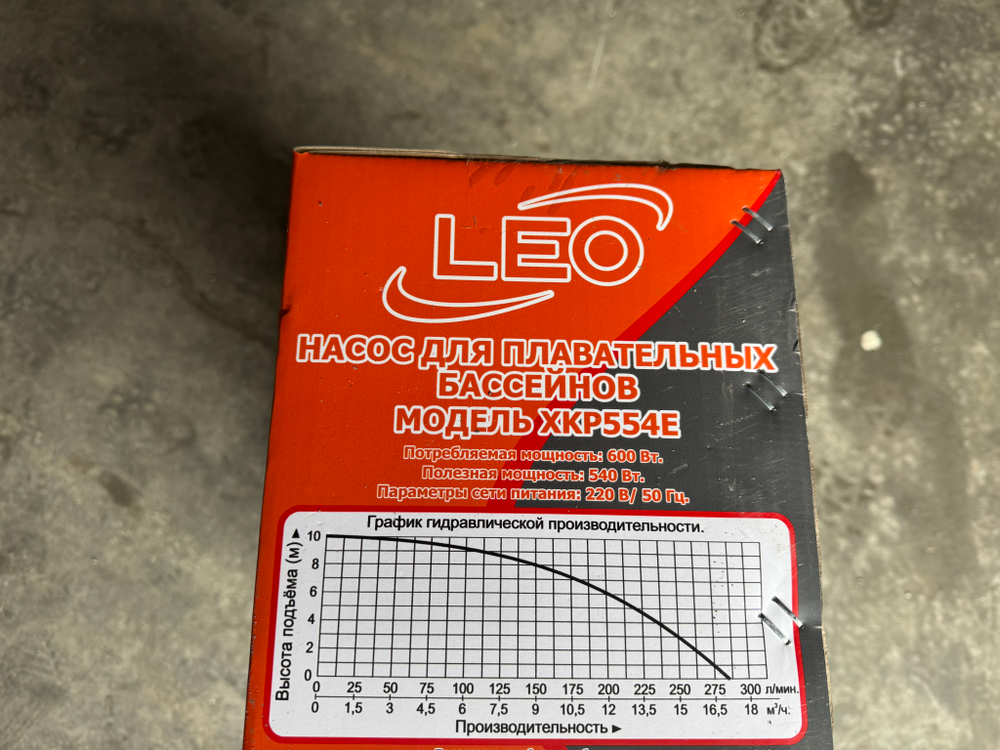 LEO
НАСОС ДЛЯ ПЛАВАТЕЛЬНЫХ
БАССЕЙНОВ
МОДЕЛЬ XKP554E
Потребляемая мощность: 600 Вт.
Полезная мощность: 540 Вт.
Параметры сети питания: 220 В/ 50 Гц.
График гидравлической производительности.
Высота подъёма (м)
10
8
6
4
2
0
0 25 50 75 100 125 150 175 200 225 250 275 300 л/мин.
0 1,5 3 4,5 6 7,5 9 10,5 12 13,5 15 16,5 18 м³/ч.
Производительность